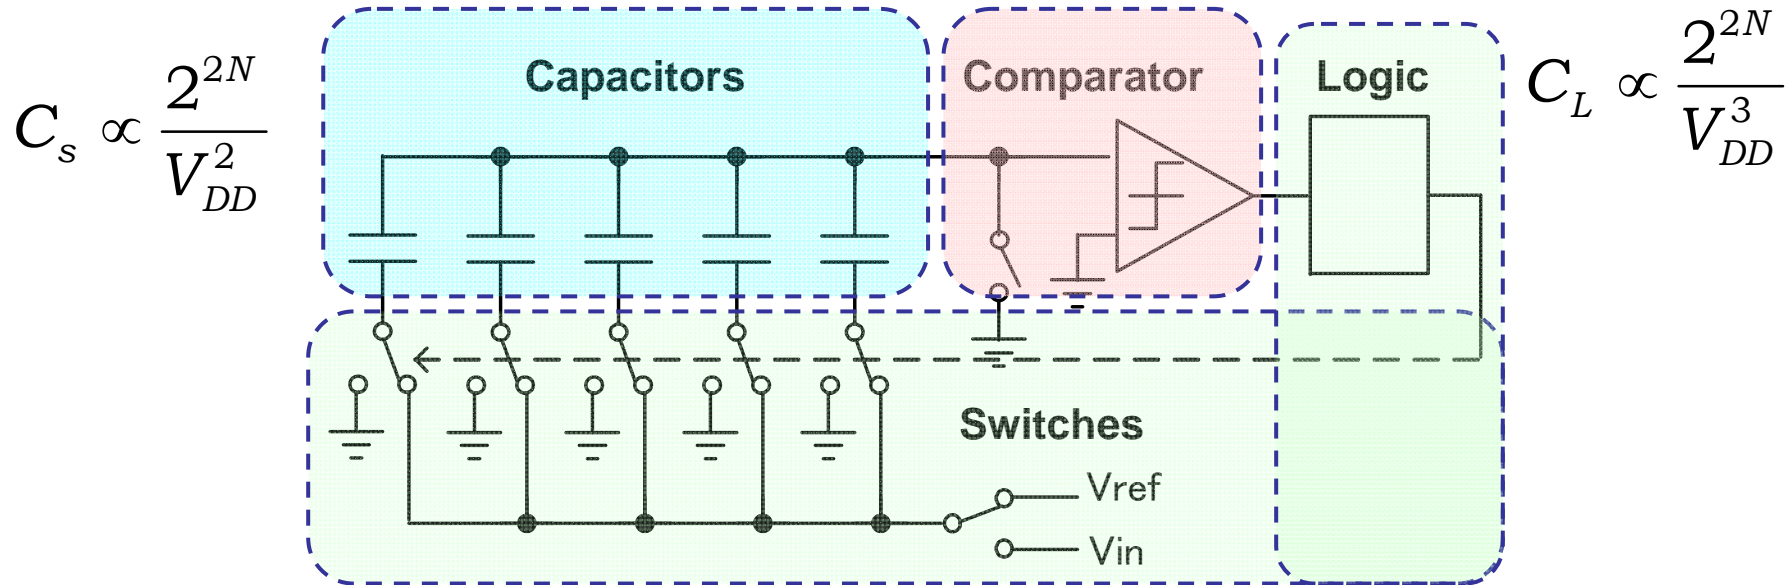 C_s ∝ 2^{2N} / V_{DD}^2
Capacitors
Comparator
Logic
C_L ∝ 2^{2N} / V_{DD}^3
Switches
Vref
Vin